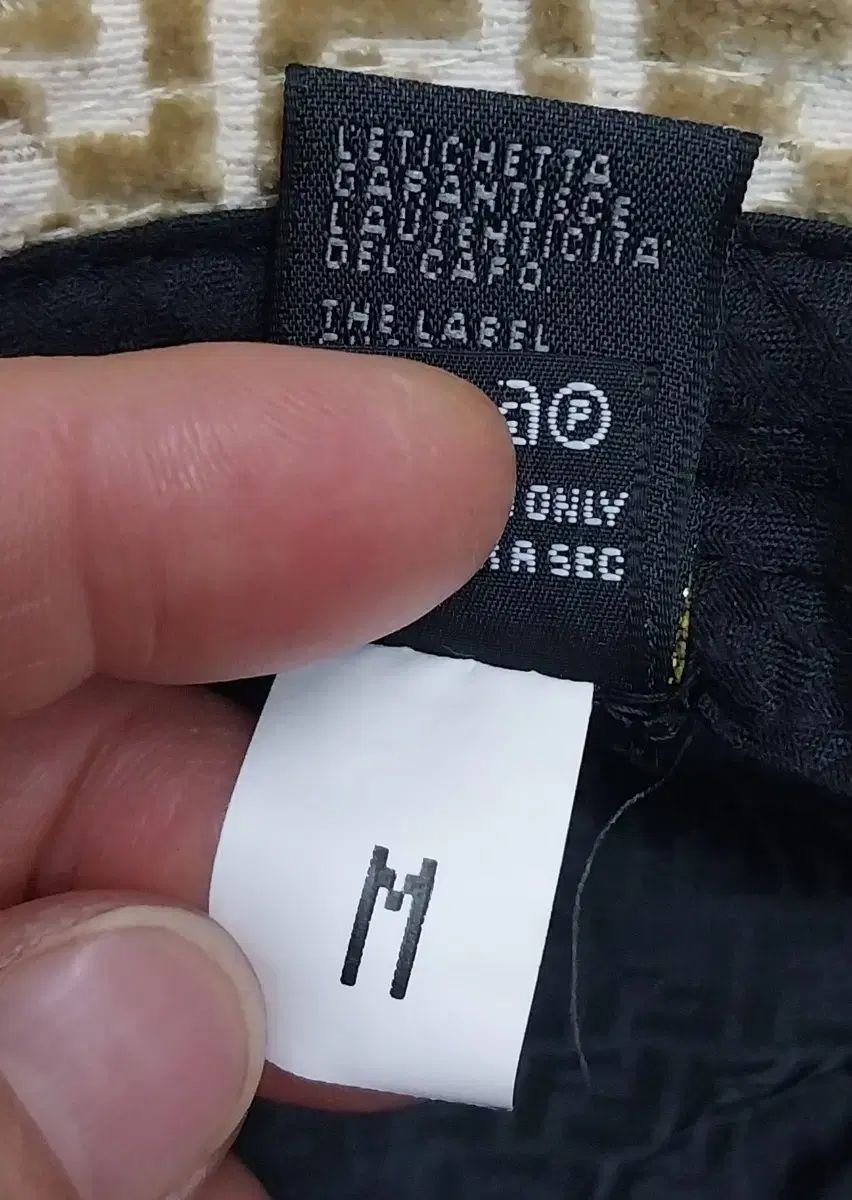 L'ETICHETTA
GARANTISCE
L'AUTENTICITA'
DEL CAPO.
THE LABEL
Ⓟ
ONLY
SEC
M